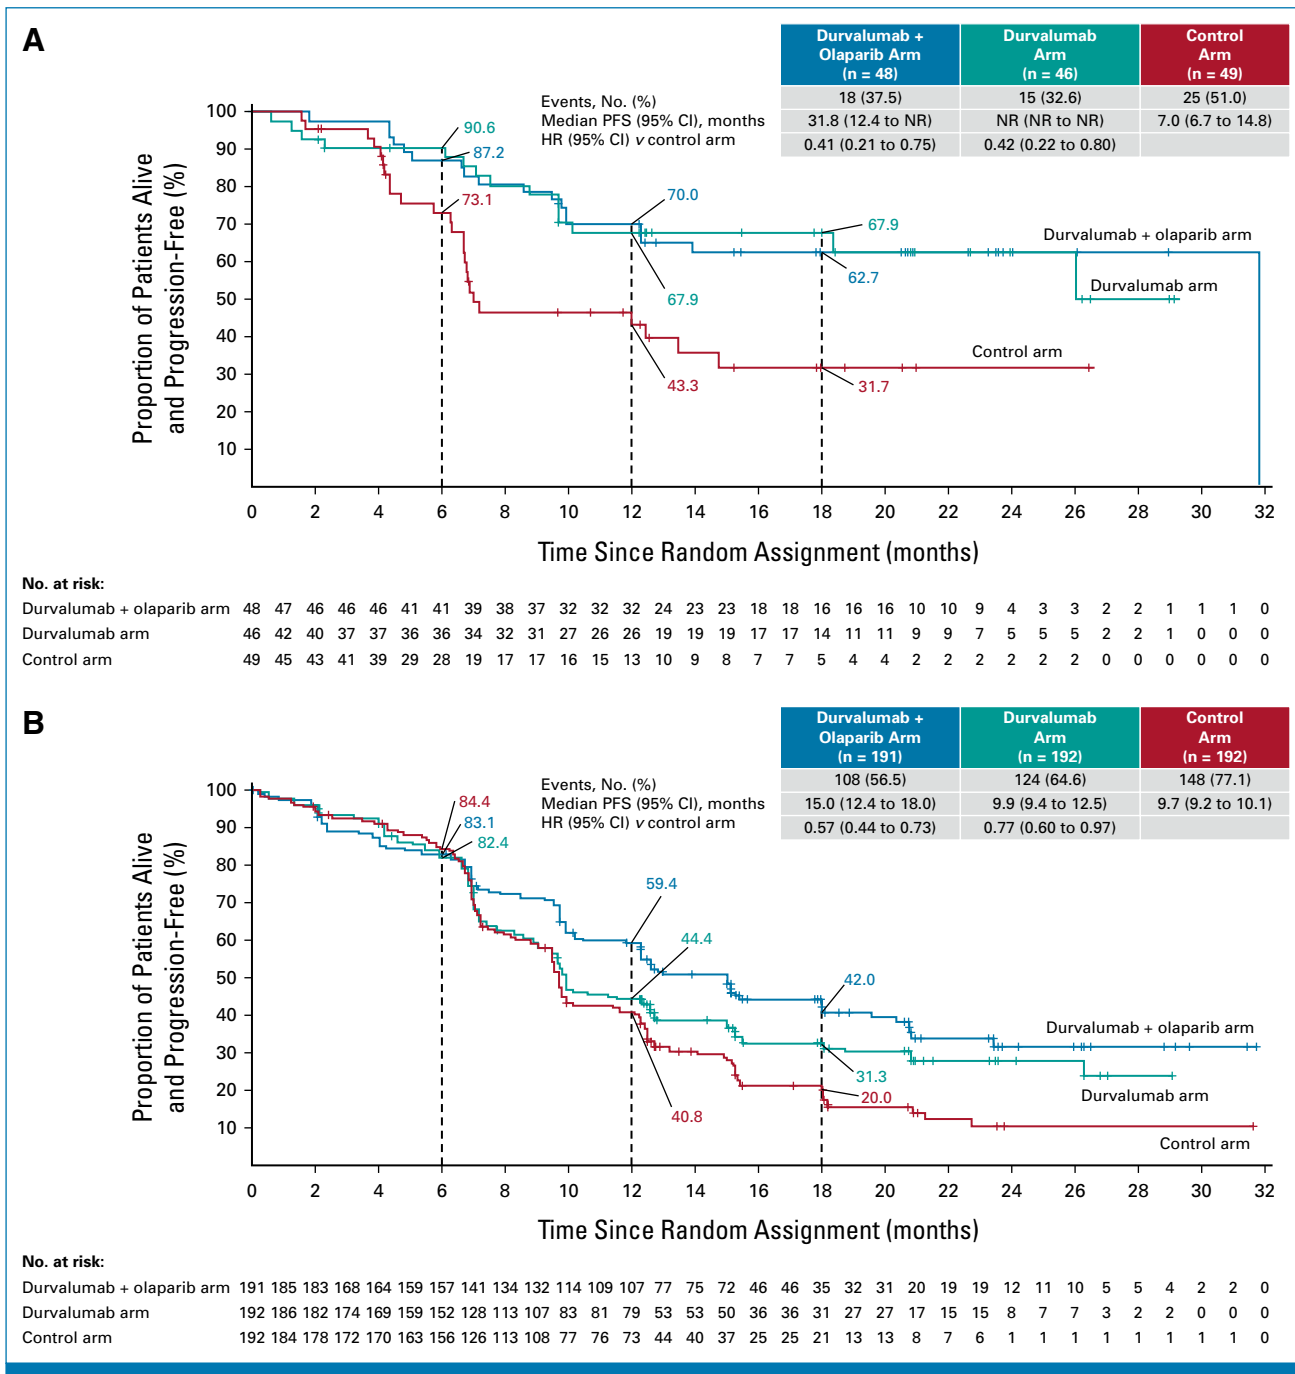 A
Durvalumab + Olaparib Arm (n = 48) Durvalumab Arm (n = 46) Control Arm (n = 49)
Events, No. (%) 18 (37.5) 15 (32.6) 25 (51.0)
Median PFS (95% CI), months 31.8 (12.4 to NR) NR (NR to NR) 7.0 (6.7 to 14.8)
HR (95% CI) v control arm 0.41 (0.21 to 0.75) 0.42 (0.22 to 0.80)
Proportion of Patients Alive
and Progression-Free (%)
100
90
80
70
60
50
40
30
20
10
90.6
87.2
73.1
70.0
67.9
43.3
67.9
62.7
31.7
Durvalumab + olaparib arm
Durvalumab arm
Control arm
0 2 4 6 8 10 12 14 16 18 20 22 24 26 28 30 32
Time Since Random Assignment (months)
No. at risk:
Durvalumab + olaparib arm 48 47 46 46 46 41 41 39 38 37 32 32 32 24 23 23 18 18 16 16 16 10 10 9 4 3 3 2 2 1 1 1 0
Durvalumab arm 46 42 40 37 37 36 36 34 32 31 27 26 26 19 19 19 17 17 14 11 11 9 9 7 5 5 5 2 2 1 0 0 0
Control arm 49 45 43 41 39 29 28 19 17 17 16 15 13 10 9 8 7 7 5 4 4 2 2 2 2 2 2 0 0 0 0 0 0
B
Durvalumab + Olaparib Arm (n = 191) Durvalumab Arm (n = 192) Control Arm (n = 192)
Events, No. (%) 108 (56.5) 124 (64.6) 148 (77.1)
Median PFS (95% CI), months 15.0 (12.4 to 18.0) 9.9 (9.4 to 12.5) 9.7 (9.2 to 10.1)
HR (95% CI) v control arm 0.57 (0.44 to 0.73) 0.77 (0.60 to 0.97)
Proportion of Patients Alive
and Progression-Free (%)
100
90
80
70
60
50
40
30
20
10
84.4
83.1
82.4
59.4
44.4
40.8
42.0
31.3
20.0
Durvalumab + olaparib arm
Durvalumab arm
Control arm
0 2 4 6 8 10 12 14 16 18 20 22 24 26 28 30 32
Time Since Random Assignment (months)
No. at risk:
Durvalumab + olaparib arm 191 185 183 168 164 159 157 141 134 132 114 109 107 77 75 72 46 46 35 32 31 20 19 19 12 11 10 5 5 4 2 2 0
Durvalumab arm 192 186 182 174 169 159 152 128 113 107 83 81 79 53 53 50 36 36 31 27 27 17 15 15 8 7 7 3 2 2 0 0 0
Control arm 192 184 178 172 170 163 156 126 113 108 77 76 73 44 40 37 25 25 21 13 13 8 7 6 1 1 1 1 1 1 1 1 0